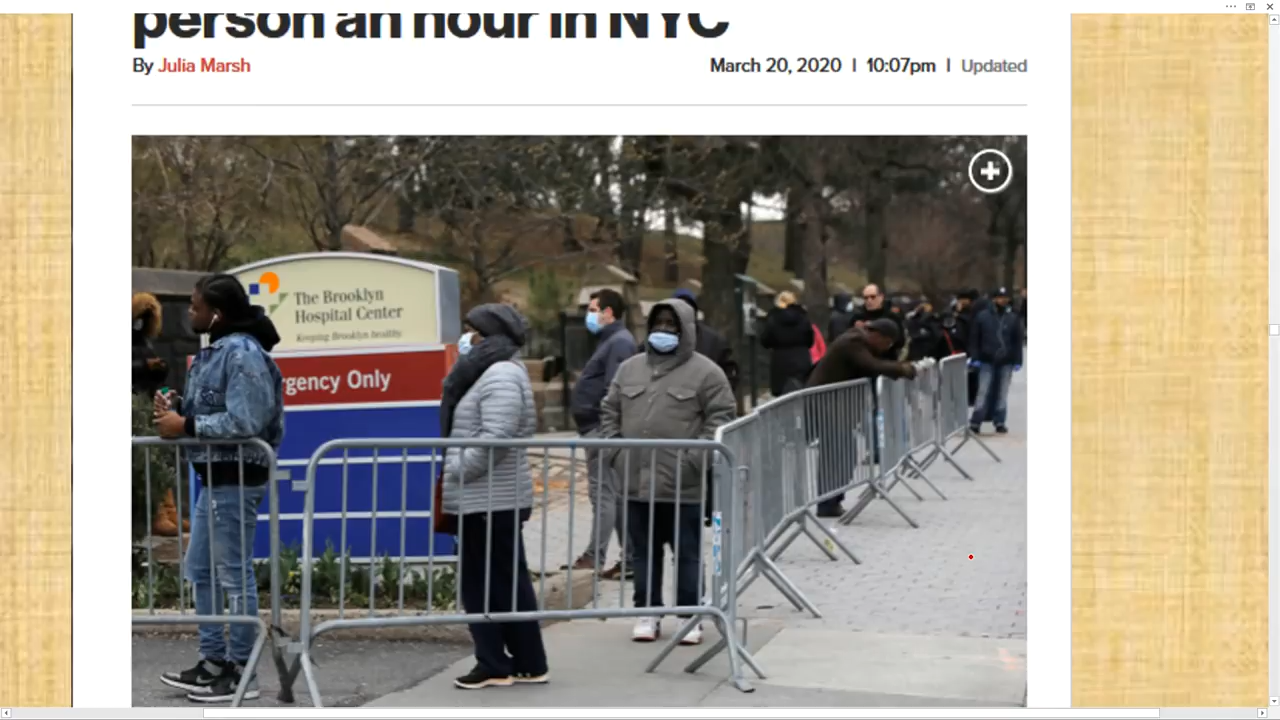 person an hour in NYC
By Julia Marsh
March 20, 2020 | 10:07pm | Updated
The Brooklyn
Hospital Center
Keeping Brooklyn healthy.
rgency Only